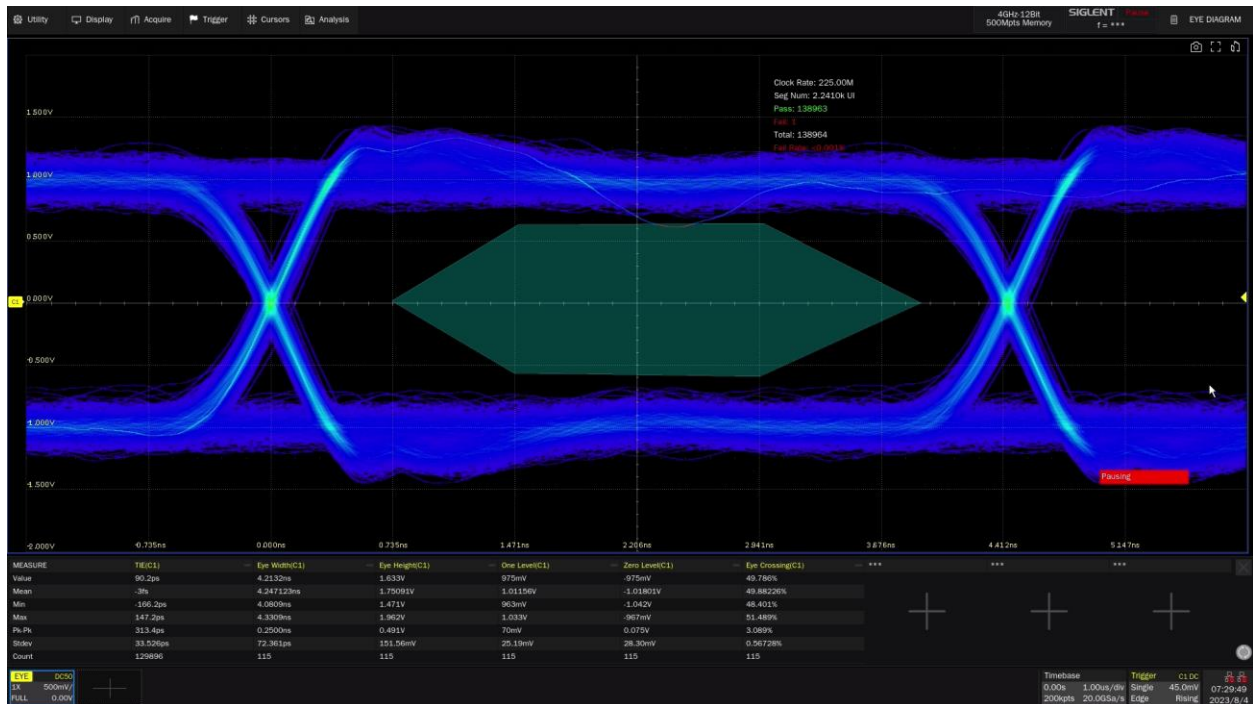 Utility Display Acquire Trigger Cursors Analysis 4GHz-12Bit 500Mpts Memory SIGLENT Pause f = *** EYE DIAGRAM
Clock Rate: 225.00M
Seg Num: 2.2410k UI
Pass: 138963
Fail: 1
Total: 138964
Fail Rate: <0.001%
1.500V
1.000V
0.500V
C1 0.000V
-0.500V
-1.000V
-1.500V
Pausing
-2.000V -0.735ns 0.000ns 0.735ns 1.471ns 2.206ns 2.941ns 3.676ns 4.412ns 5.147ns
MEASURE TIE(C1) Eye Width(C1) Eye Height(C1) One Level(C1) Zero Level(C1) Eye Crossing(C1) *** *** ***
Value 90.2ps 4.2132ns 1.633V 975mV -975mV 49.786%
Mean -3fs 4.247123ns 1.75091V 1.01156V -1.01801V 49.88226%
Min -166.2ps 4.0809ns 1.471V 963mV -1.042V 48.401%
Max 147.2ps 4.3309ns 1.962V 1.033V -967mV 51.489%
Pk-Pk 313.4ps 0.2500ns 0.491V 70mV 0.075V 3.089%
Stdev 33.526ps 72.361ps 151.56mV 25.19mV 28.30mV 0.56728%
Count 129896 115 115 115 115 115
EYE DC50
1X 500mV/
FULL 0.00V
Timebase
0.00s 1.00us/div
200kpts 20.0GSa/s
Trigger C1 DC
Single 45.0mV
Edge Rising
07:29:49
2023/8/4